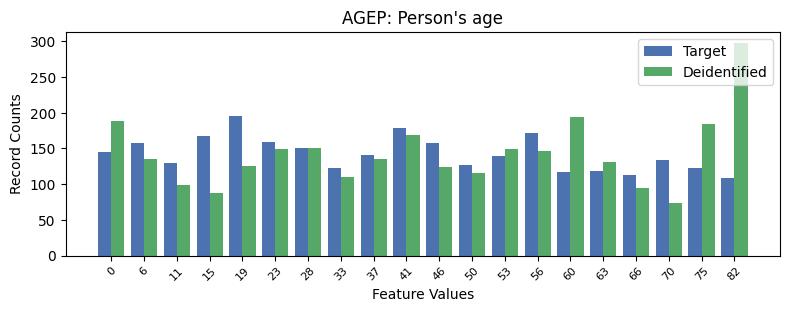 AGEP: Person's age
Record Counts
300
250
200
150
100
50
0
Target
Deidentified
0 6 11 15 19 23 28 33 37 41 46 50 53 56 60 63 66 70 75 82
Feature Values